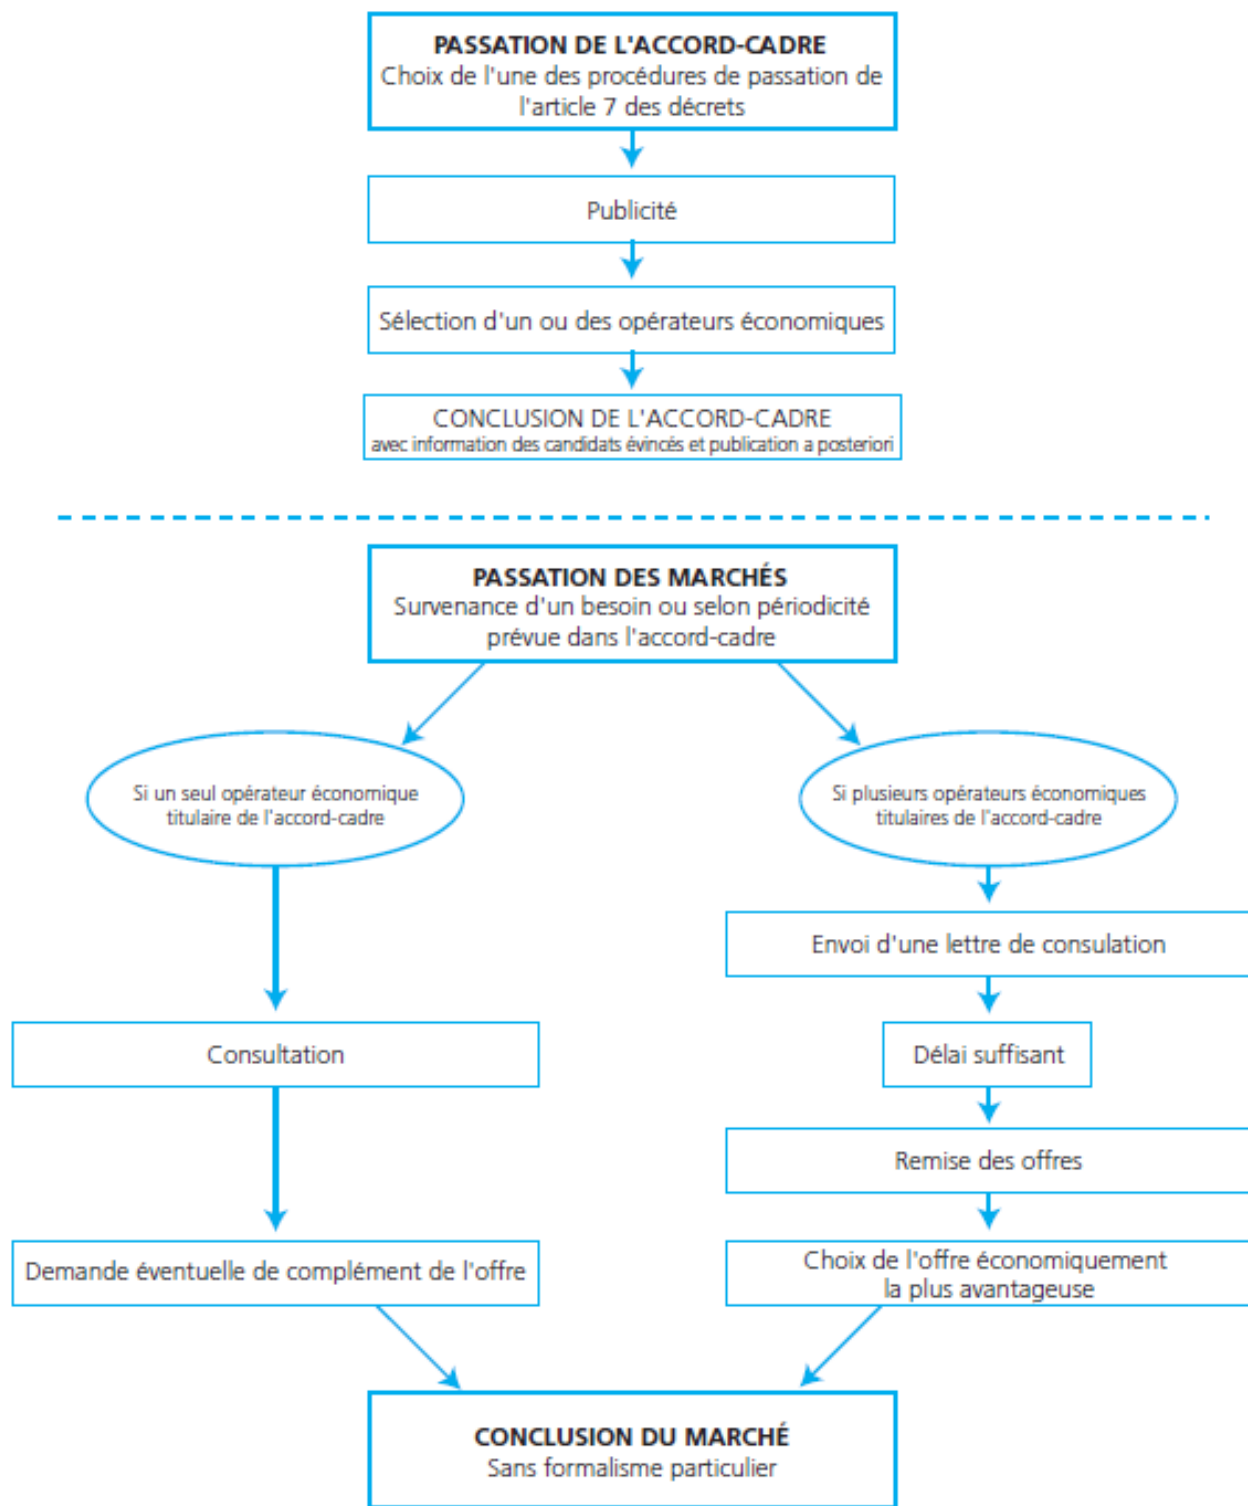 PASSATION DE L'ACCORD-CADRE
Choix de l'une des procédures de passation de
l'article 7 des décrets
Publicité
Sélection d'un ou des opérateurs économiques
CONCLUSION DE L'ACCORD-CADRE
avec information des candidats évincés et publication a posteriori
PASSATION DES MARCHÉS
Survenance d'un besoin ou selon périodicité
prévue dans l'accord-cadre
Si un seul opérateur économique
titulaire de l'accord-cadre
Si plusieurs opérateurs économiques
titulaires de l'accord-cadre
Envoi d'une lettre de consulation
Consultation
Délai suffisant
Remise des offres
Demande éventuelle de complément de l'offre
Choix de l'offre économiquement
la plus avantageuse
CONCLUSION DU MARCHÉ
Sans formalisme particulier